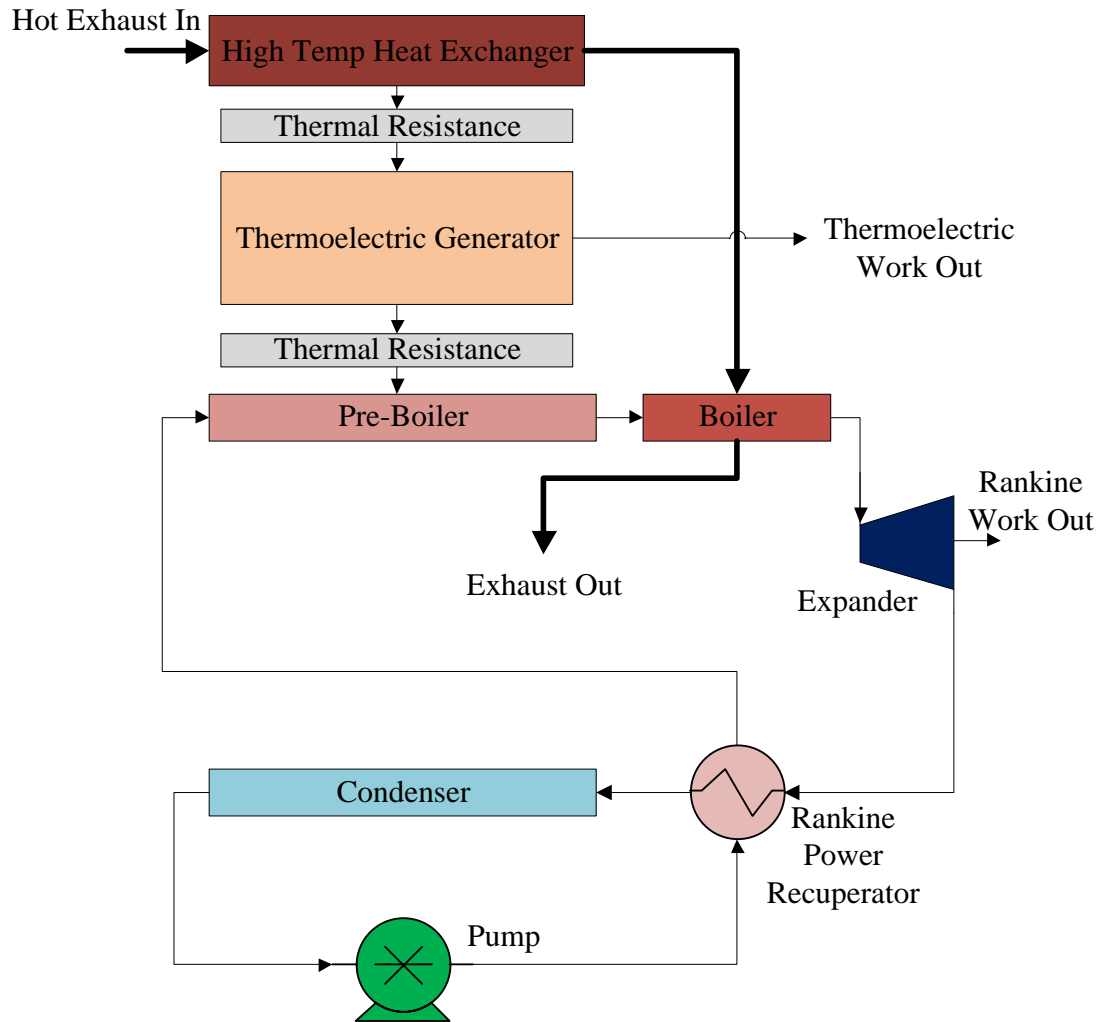 Hot Exhaust In
High Temp Heat Exchanger
Thermal Resistance
Thermoelectric Generator
Thermoelectric
Work Out
Thermal Resistance
Pre-Boiler
Boiler
Rankine
Work Out
Exhaust Out
Expander
Condenser
Rankine
Power
Recuperator
Pump